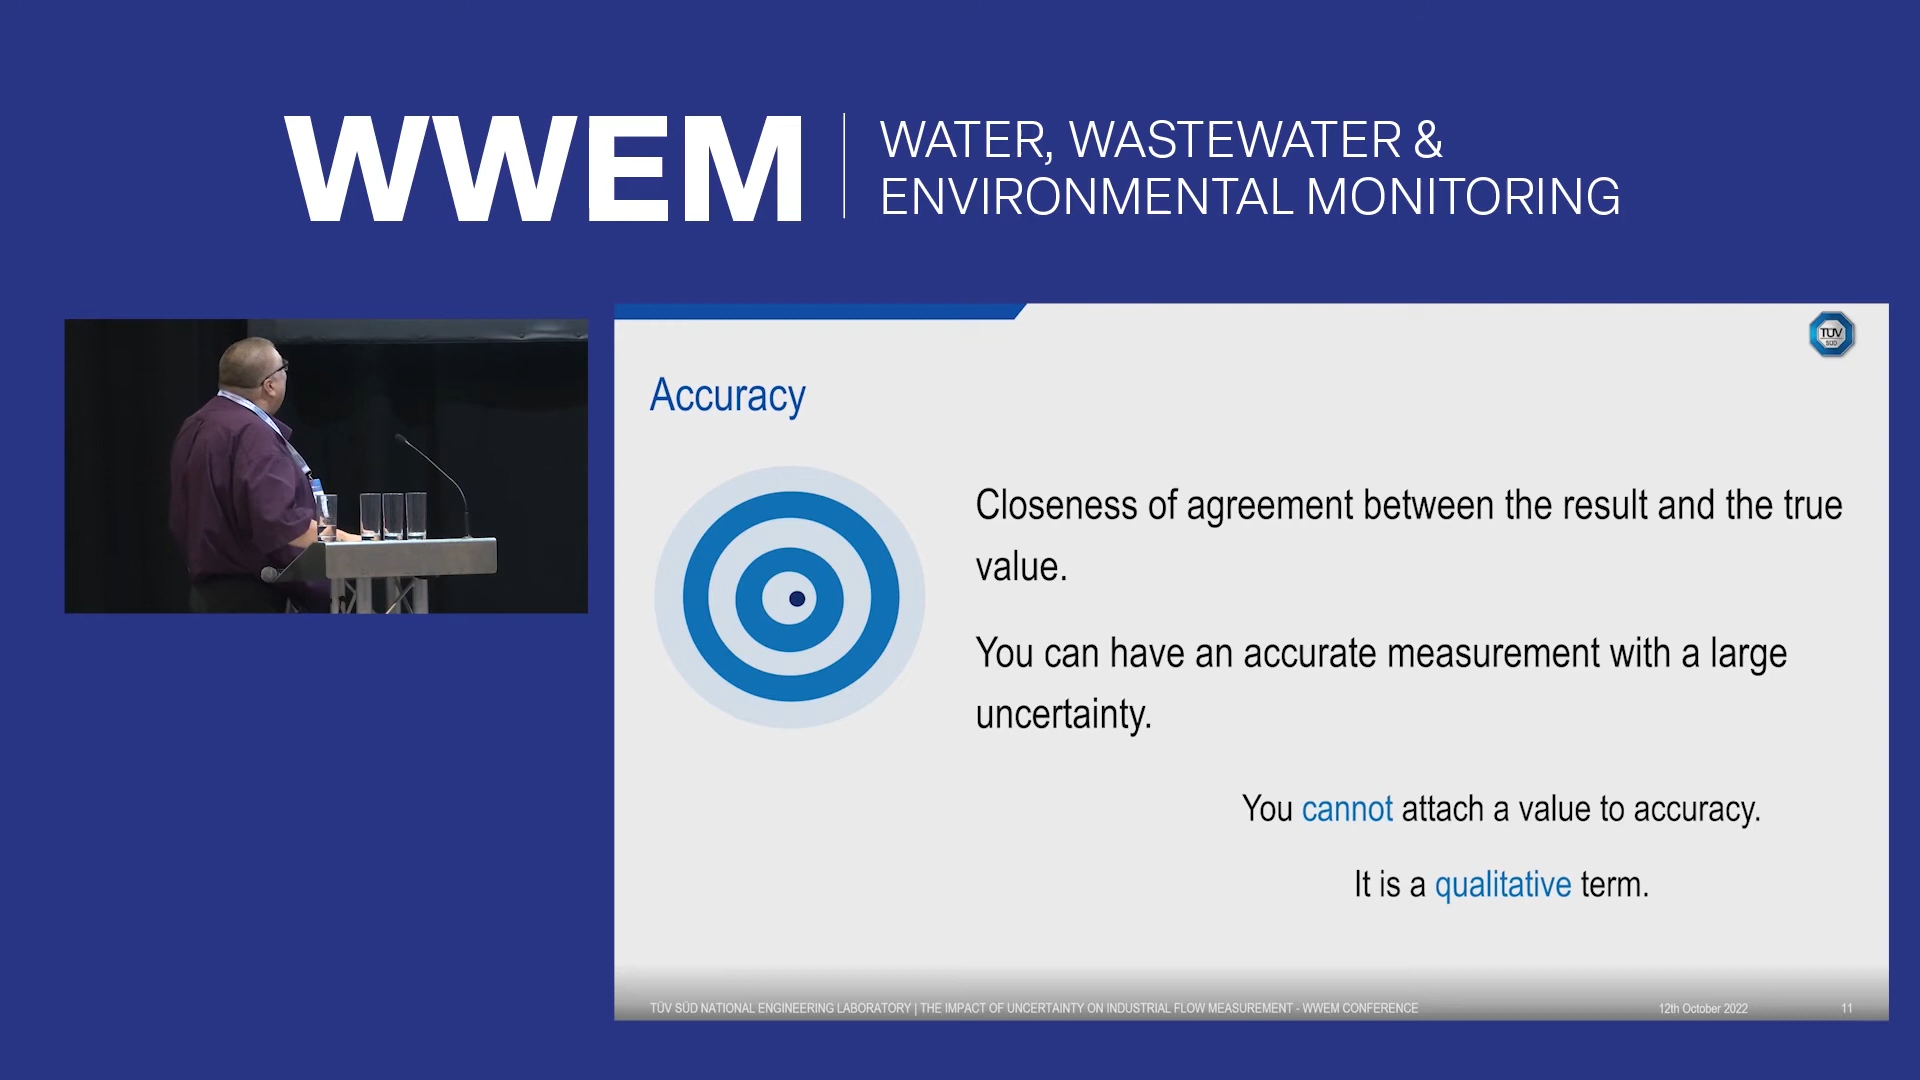 WWEM
WATER, WASTEWATER &
ENVIRONMENTAL MONITORING
TÜV
SÜD
Accuracy
Closeness of agreement between the result and the true
value.
You can have an accurate measurement with a large
uncertainty.
You cannot attach a value to accuracy.
It is a qualitative term.
TÜV SÜD NATIONAL ENGINEERING LABORATORY | THE IMPACT OF UNCERTAINTY ON INDUSTRIAL FLOW MEASUREMENT - WWEM CONFERENCE
12th October 2022
11